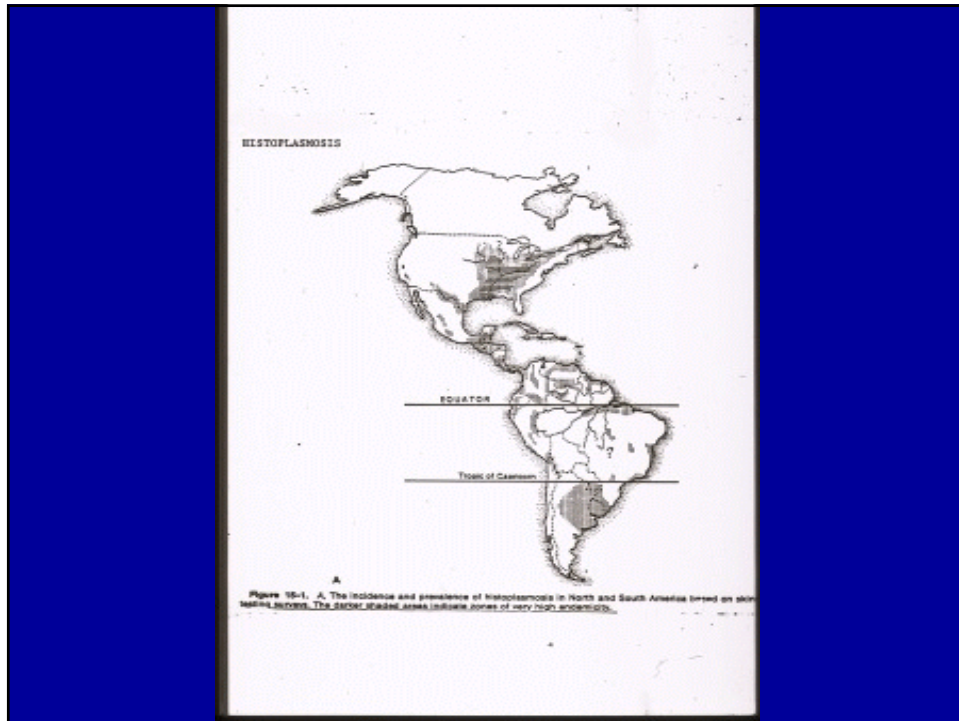 HISTOPLASMOSIS
EQUATOR
Tropic of Capricorn
?
A
Figure 15-1. A, The incidence and prevalence of histoplasmosis in North and South America based on skin
testing surveys. The darker shaded areas indicate zones of very high endemicity.